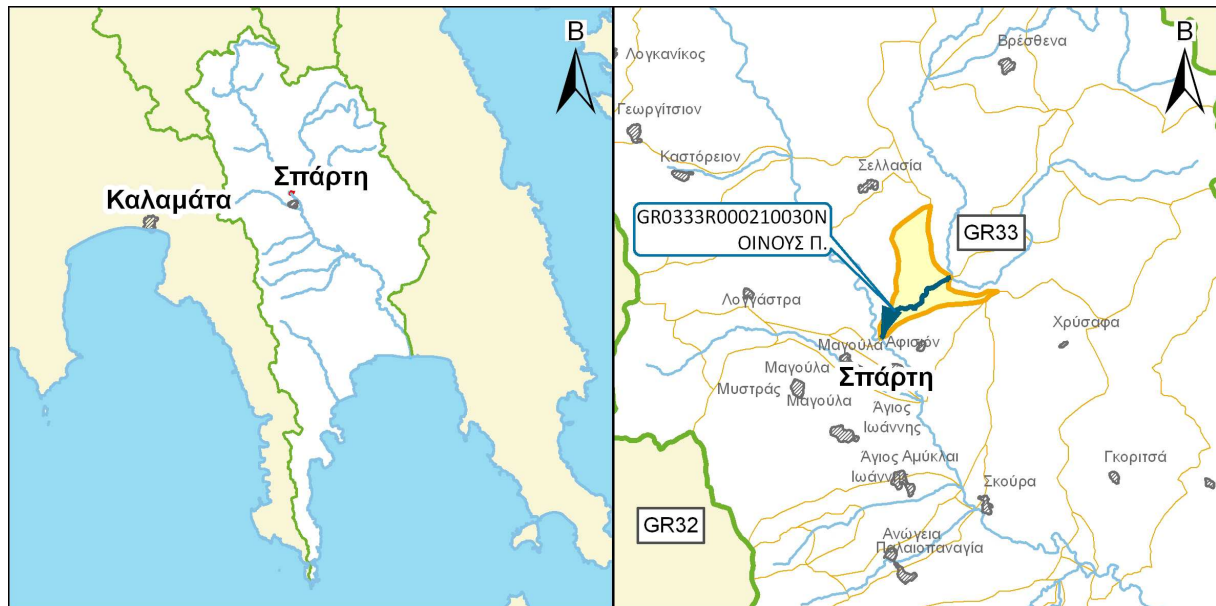 Β
Σπάρτη
Καλαμάτα
Β
Βρέσθενα
Λογκανίκος
Γεωργίτσιον
Καστόρειον
Σελλασία
GR0333R000210030N
ΟΙΝΟΥΣ Π.
GR33
Λογγάστρα
Χρύσαφα
Μαγούλα
Αφισιόν
Μαγούλα
Σπάρτη
Μυστράς
Μαγούλα
Άγιος
Ιωάννης
Άγιος
Ιωάννης
Αμύκλαι
Γκοριτσά
Σκούρα
GR32
Ανώγεια
Παλαιοπαναγία